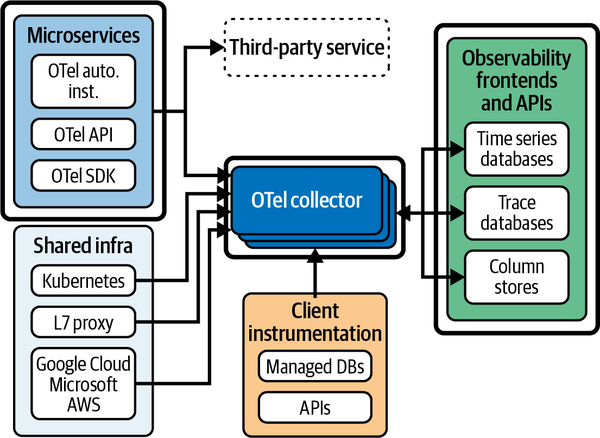 Microservices
OTel auto.
inst.
OTel API
OTel SDK
Third-party service
Shared infra
Kubernetes
L7 proxy
Google Cloud
Microsoft
AWS
OTel collector
Client
instrumentation
Managed DBs
APIs
Observability
frontends
and APIs
Time series
databases
Trace
databases
Column
stores